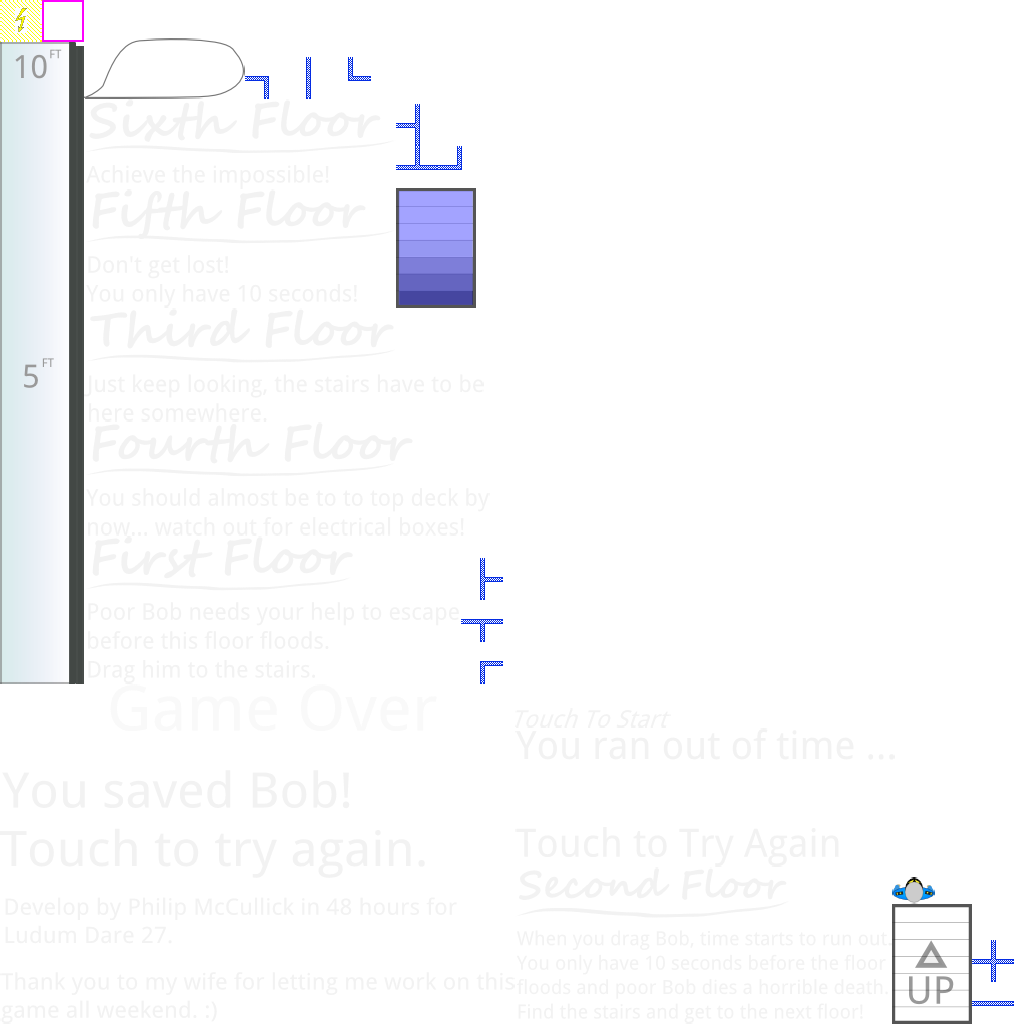 10 FT
Sixth Floor
Achieve the impossible!
Fifth Floor
Don't get lost!
You only have 10 seconds!
Third Floor
5 FT
Just keep looking, the stairs have to be
here somewhere.
Fourth Floor
You should almost be to to top deck by
now... watch out for electrical boxes!
First Floor
Poor Bob needs your help to escape
before this floor floods.
Drag him to the stairs.
Game Over
Touch To Start
You ran out of time ...
You saved Bob!
Touch to try again.
Touch to Try Again
Second Floor
Develop by Philip McCullick in 48 hours for
Ludum Dare 27.
Thank you to my wife for letting me work on this
game all weekend. :)
When you drag Bob, time starts to run out.
You only have 10 seconds before the floor
floods and poor Bob dies a horrible death.
Find the stairs and get to the next floor!
UP